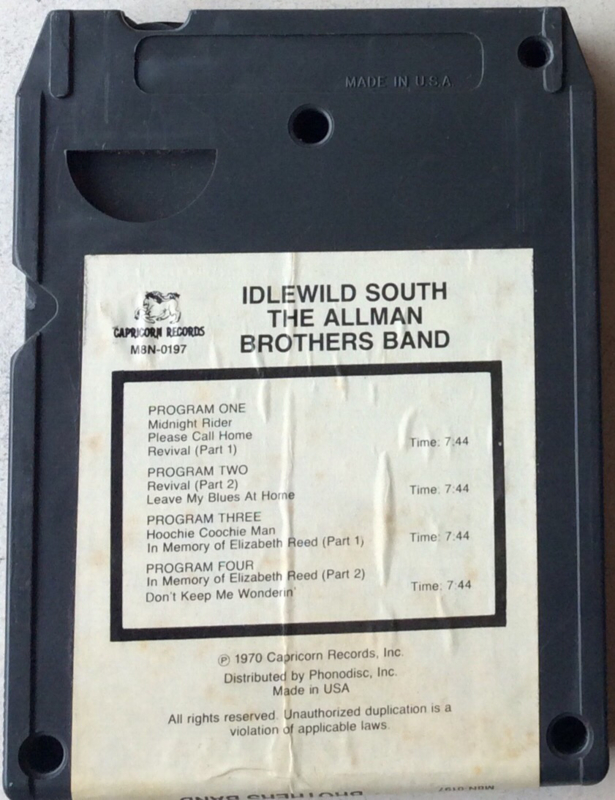 MADE IN U.S.A
CAPRICORN RECORDS
M8N-0197
IDLEWILD SOUTH
THE ALLMAN
BROTHERS BAND
PROGRAM ONE
Midnight Rider
Please Call Home
Revival (Part 1) Time: 7:44
PROGRAM TWO
Revival (Part 2)
Leave My Blues At Home Time: 7:44
PROGRAM THREE
Hoochie Coochie Man
In Memory of Elizabeth Reed (Part 1) Time: 7:44
PROGRAM FOUR
In Memory of Elizabeth Reed (Part 2)
Don't Keep Me Wonderin' Time: 7:44
Ⓟ 1970 Capricorn Records, Inc.
Distributed by Phonodisc, Inc.
Made in USA
All rights reserved. Unauthorized duplication is a
violation of applicable laws.
BROTHERS BAND
M8N-0197